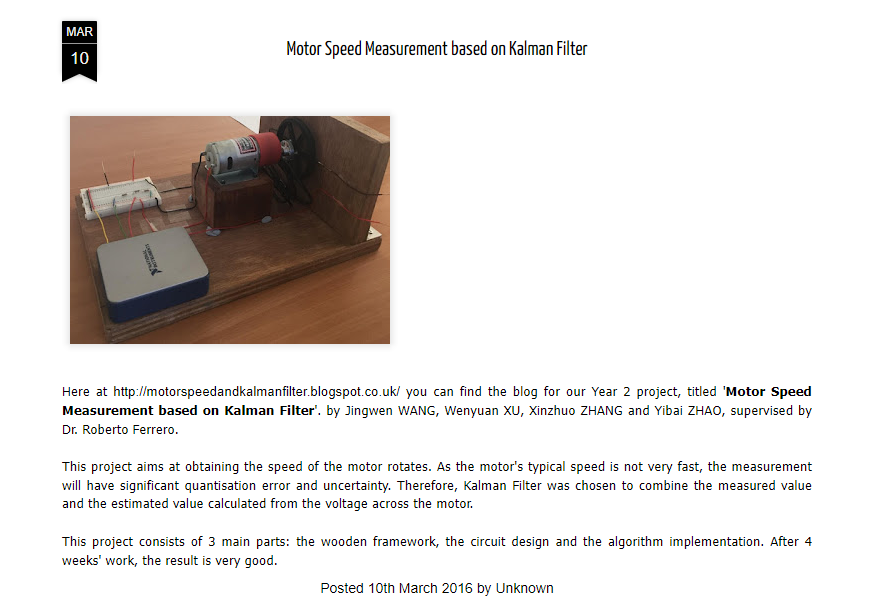 MAR
10
Motor Speed Measurement based on Kalman Filter
NATIONAL
INSTRUMENTS
Here at http://motorspeedandkalmanfilter.blogspot.co.uk/ you can find the blog for our Year 2 project, titled 'Motor Speed
Measurement based on Kalman Filter'. by Jingwen WANG, Wenyuan XU, Xinzhuo ZHANG and Yibai ZHAO, supervised by
Dr. Roberto Ferrero.
This project aims at obtaining the speed of the motor rotates. As the motor's typical speed is not very fast, the measurement
will have significant quantisation error and uncertainty. Therefore, Kalman Filter was chosen to combine the measured value
and the estimated value calculated from the voltage across the motor.
This project consists of 3 main parts: the wooden framework, the circuit design and the algorithm implementation. After 4
weeks' work, the result is very good.
Posted 10th March 2016 by Unknown